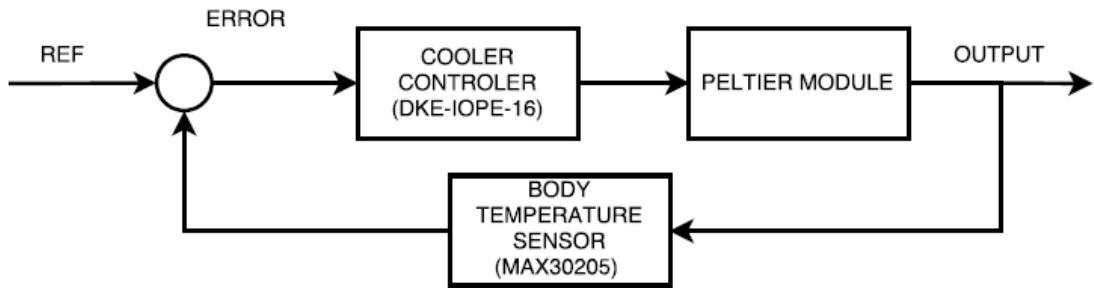 ERROR
REF
COOLER
CONTROLER
(DKE-IOPE-16)
PELTIER MODULE
OUTPUT
BODY
TEMPERATURE
SENSOR
(MAX30205)